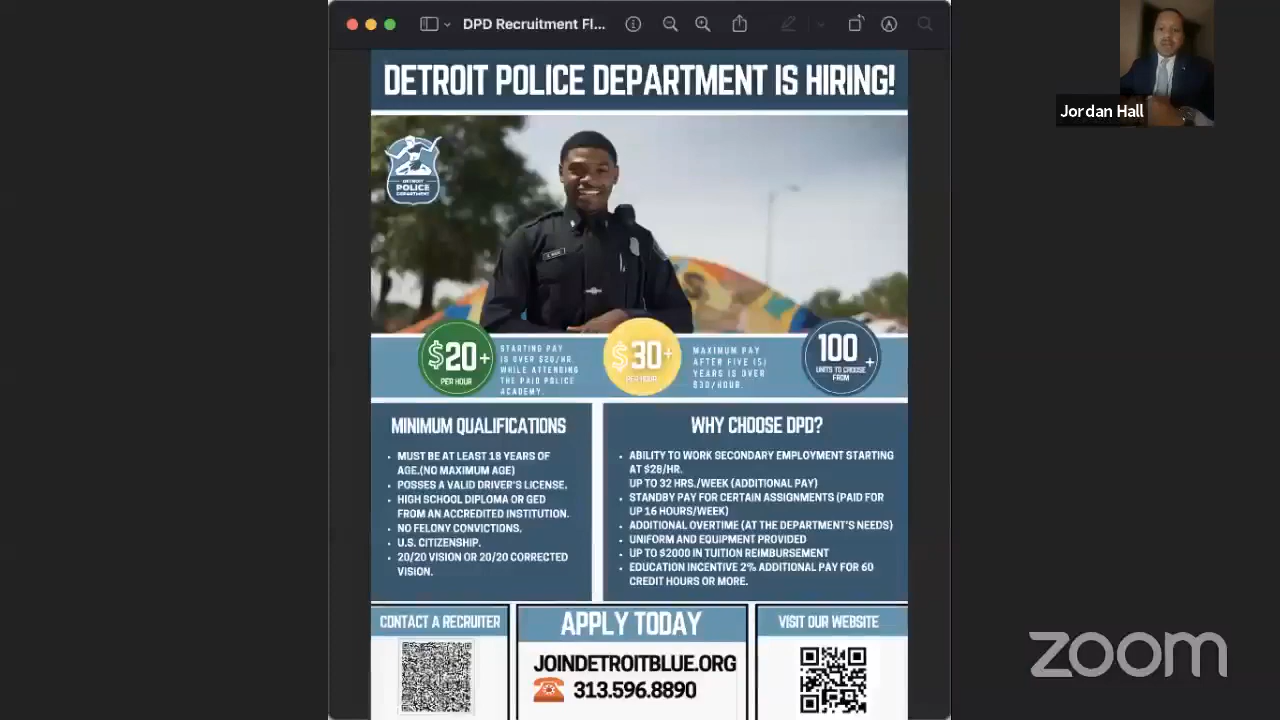 DPD Recruitment Fl...
Jordan Hall
DETROIT POLICE DEPARTMENT IS HIRING!
DETROIT
POLICE
DEPARTMENT
$20+
PER HOUR
STARTING PAY
IS OVER $20/HR.
WHILE ATTENDING
THE PAID POLICE
ACADEMY.
$30+
PER HOUR
MAXIMUM PAY
AFTER FIVE (5)
YEARS IS OVER
$30/HOUR.
100+
UNITS TO CHOOSE
FROM
MINIMUM QUALIFICATIONS
• MUST BE AT LEAST 18 YEARS OF
AGE.(NO MAXIMUM AGE)
• POSSES A VALID DRIVER'S LICENSE.
• HIGH SCHOOL DIPLOMA OR GED
FROM AN ACCREDITED INSTITUTION.
• NO FELONY CONVICTIONS.
• U.S. CITIZENSHIP.
• 20/20 VISION OR 20/20 CORRECTED
VISION.
WHY CHOOSE DPD?
• ABILITY TO WORK SECONDARY EMPLOYMENT STARTING
AT $28/HR.
UP TO 32 HRS./WEEK (ADDITIONAL PAY)
• STANDBY PAY FOR CERTAIN ASSIGNMENTS (PAID FOR
UP 16 HOURS/WEEK)
• ADDITIONAL OVERTIME (AT THE DEPARTMENT'S NEEDS)
• UNIFORM AND EQUIPMENT PROVIDED
• UP TO $2000 IN TUITION REIMBURSEMENT
• EDUCATION INCENTIVE 2% ADDITIONAL PAY FOR 60
CREDIT HOURS OR MORE.
CONTACT A RECRUITER
APPLY TODAY
JOINDETROITBLUE.ORG
313.596.8890
VISIT OUR WEBSITE
zoom